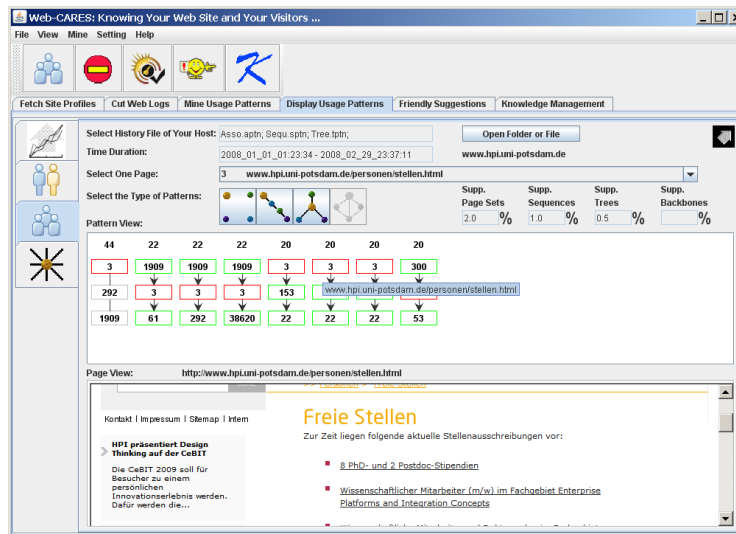 Web-CARES: Knowing Your Web Site and Your Visitors ...
File View Mine Setting Help
Fetch Site Profiles Cut Web Logs Mine Usage Patterns Display Usage Patterns Friendly Suggestions Knowledge Management
Select History File of Your Host: Asso.aptn; Sequ.sptn; Tree.tptn; Open Folder or File
Time Duration: 2008_01_01_01:23:34 - 2008_02_29_23:37:11 www.hpi.uni-potsdam.de
Select One Page: 3 www.hpi.uni-potsdam.de/personen/stellen.html
Select the Type of Patterns: Supp. Supp. Supp. Supp.
Page Sets Sequences Trees Backbones
2.0 % 1.0 % 0.5 % %
Pattern View:
44 22 22 22 20 20 20 20
3 1909 1909 1909 3 3 3 300
292 3 3 3 153 www.hpi.uni-potsdam.de/personen/stellen.html
1909 61 292 38620 22 22 22 53
Page View: http://www.hpi.uni-potsdam.de/personen/stellen.html
Kontakt | Impressum | Sitemap | Intern
Freie Stellen
Zur Zeit liegen folgende aktuelle Stellenausschreibungen vor:
HPI präsentiert Design
Thinking auf der CeBIT
Die CeBIT 2009 soll für
Besucher zu einem
persönlichen
Innovationserlebnis werden.
Dafür werden die...
8 PhD- und 2 Postdoc-Stipendien
Wissenschaftlicher Mitarbeiter (m/w) im Fachgebiet Enterprise
Platforms and Integration Concepts